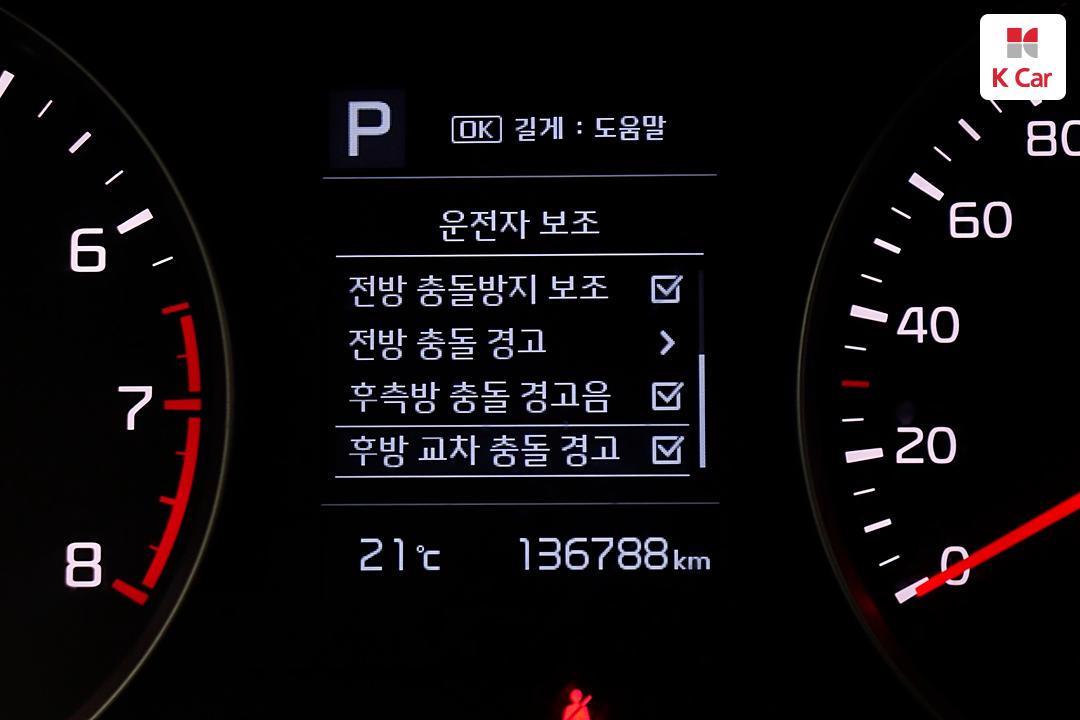 K Car
P
OK 길게 : 도움말
운전자 보조
전방 충돌방지 보조
전방 충돌 경고
후측방 충돌 경고음
후방 교차 충돌 경고
21℃ 136788km
6
7
8
80
60
40
20
0